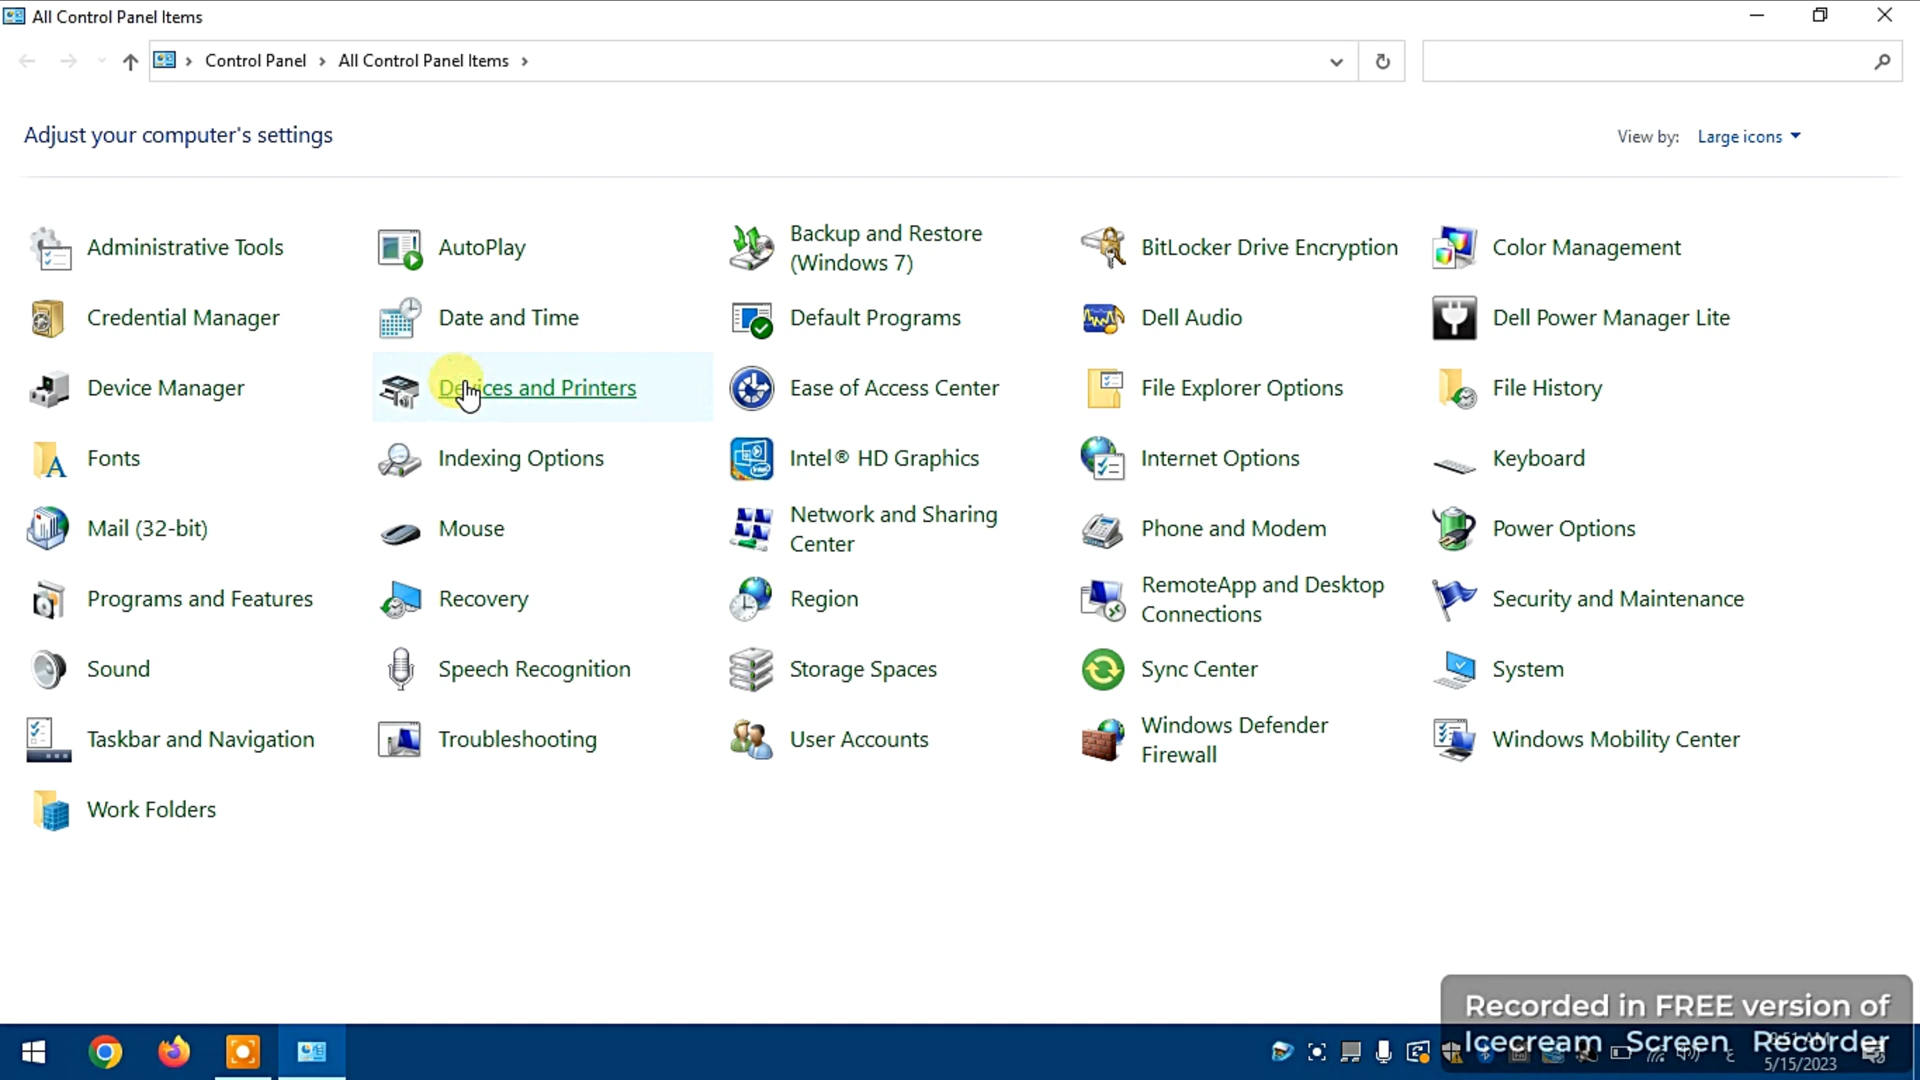 All Control Panel Items
Control Panel
All Control Panel Items
Adjust your computer's settings
View by:
Large icons
Administrative Tools
AutoPlay
Backup and Restore
(Windows 7)
BitLocker Drive Encryption
Color Management
Credential Manager
Date and Time
Default Programs
Dell Audio
Dell Power Manager Lite
Device Manager
Devices and Printers
Ease of Access Center
File Explorer Options
File History
Fonts
Indexing Options
Intel® HD Graphics
Internet Options
Keyboard
Mail (32-bit)
Mouse
Network and Sharing
Center
Phone and Modem
Power Options
Programs and Features
Recovery
Region
RemoteApp and Desktop
Connections
Security and Maintenance
Sound
Speech Recognition
Storage Spaces
Sync Center
System
Taskbar and Navigation
Troubleshooting
User Accounts
Windows Defender
Firewall
Windows Mobility Center
Work Folders
Recorded in FREE version of
Icecream Screen Recorder
5/15/2023